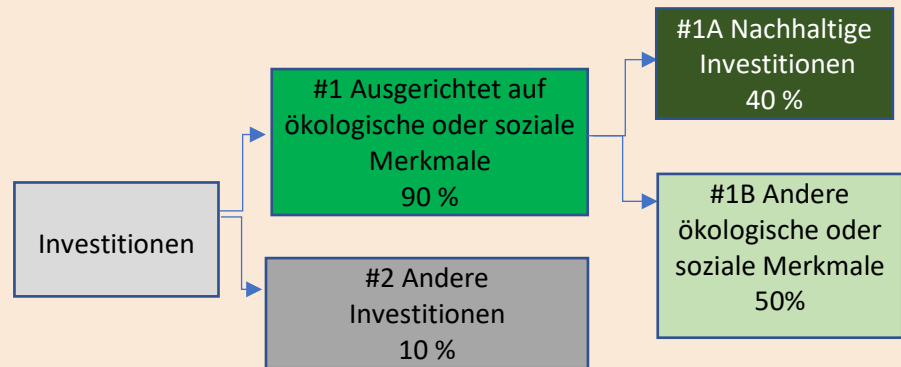 Investitionen
#1 Ausgerichtet auf
ökologische oder soziale
Merkmale
90 %
#2 Andere
Investitionen
10 %
#1A Nachhaltige
Investitionen
40 %
#1B Andere
ökologische oder
soziale Merkmale
50%